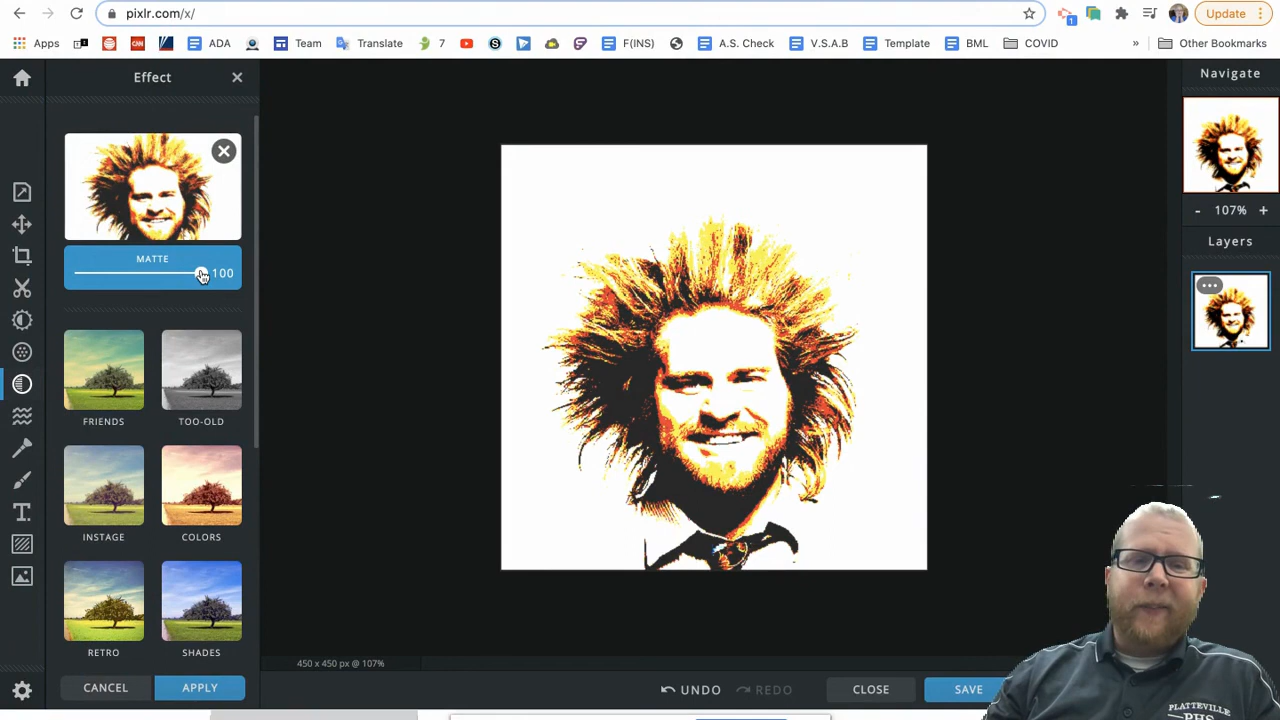 pixlr.com/x/
Update
Apps
ADA
Team
Translate
7
F(INS)
A.S. Check
V.S.A.B
Template
BML
COVID
»
Other Bookmarks
1
Effect
MATTE
100
FRIENDS
TOO-OLD
INSTAGE
COLORS
RETRO
SHADES
CANCEL
APPLY
450 x 450 px @ 107%
UNDO
REDO
CLOSE
SAVE
Navigate
- 107% +
Layers
PLATTEVILLE
PHS